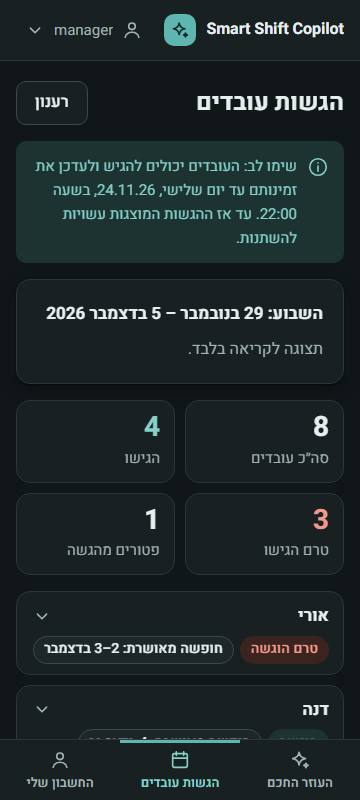 Smart Shift Copilot
manager
הגשות עובדים
רענון
שימו לב: העובדים יכולים להגיש ולעדכן את
זמינותם עד יום שלישי, 24.11.26, בשעה
22:00. עד אז ההגשות המוצגות עשויות
להשתנות.
השבוע: 29 בנובמבר – 5 בדצמבר 2026
תצוגה לקריאה בלבד.
8
סה״כ עובדים
4
הגישו
3
טרם הגישו
1
פטורים מהגשה
אורי
טרם הוגשה
חופשה מאושרת: 2–3 בדצמבר
דנה
העוזר החכם
הגשות עובדים
החשבון שלי